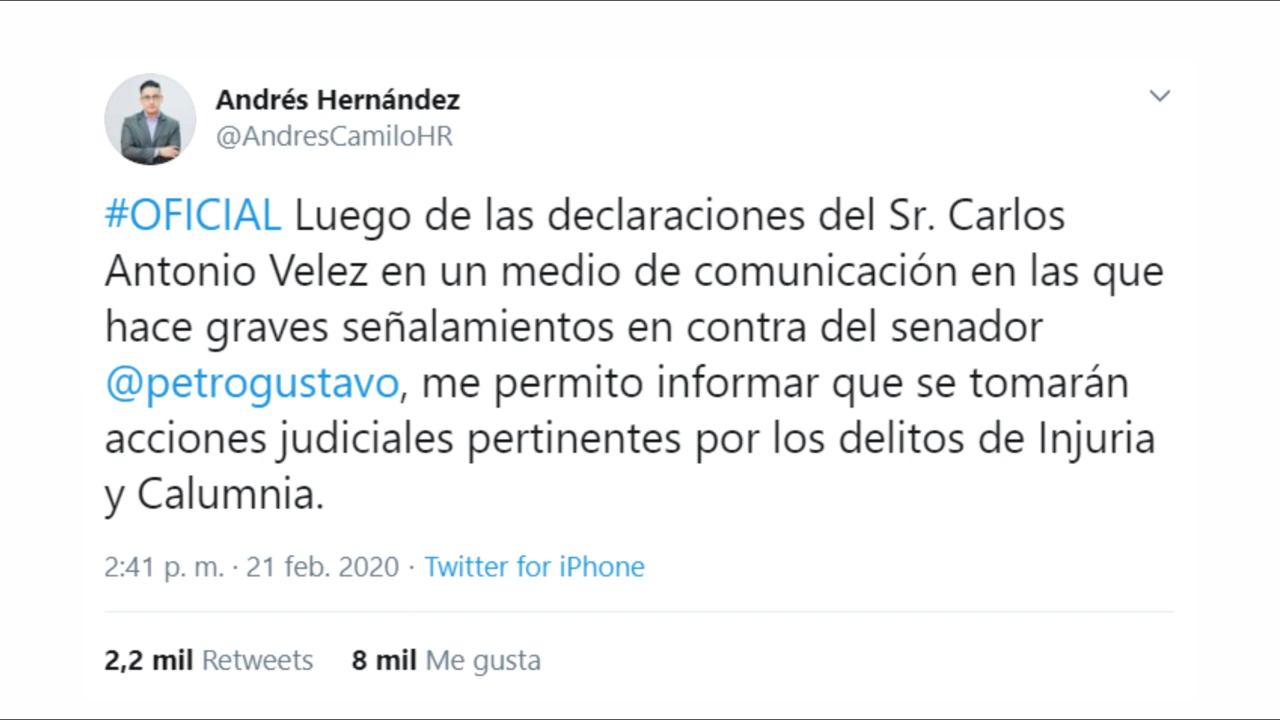 Andrés Hernández
@AndresCamiloHR
#OFICIAL Luego de las declaraciones del Sr. Carlos
Antonio Velez en un medio de comunicación en las que
hace graves señalamientos en contra del senador
@petrogustavo, me permito informar que se tomarán
acciones judiciales pertinentes por los delitos de Injuria
y Calumnia.
2:41 p. m. · 21 feb. 2020 · Twitter for iPhone
2,2 mil Retweets 8 mil Me gusta